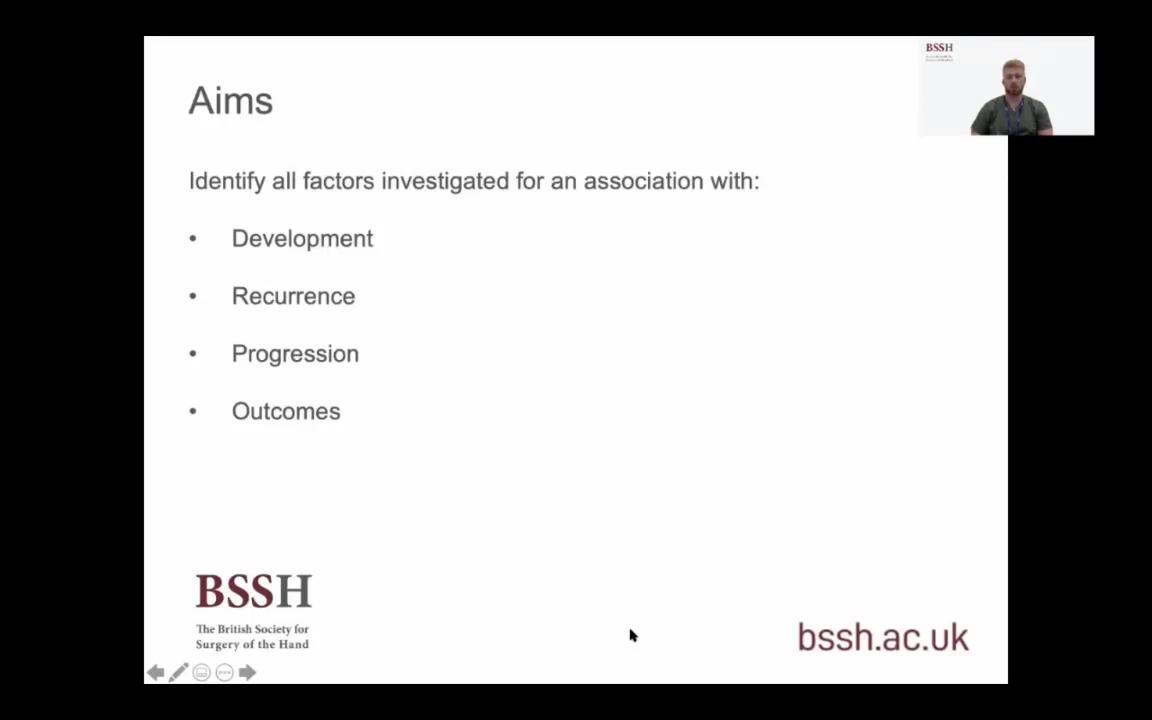 Aims
BSSH
Identify all factors investigated for an association with:
• Development
• Recurrence
• Progression
• Outcomes
BSSH
The British Society for
Surgery of the Hand
bssh.ac.uk